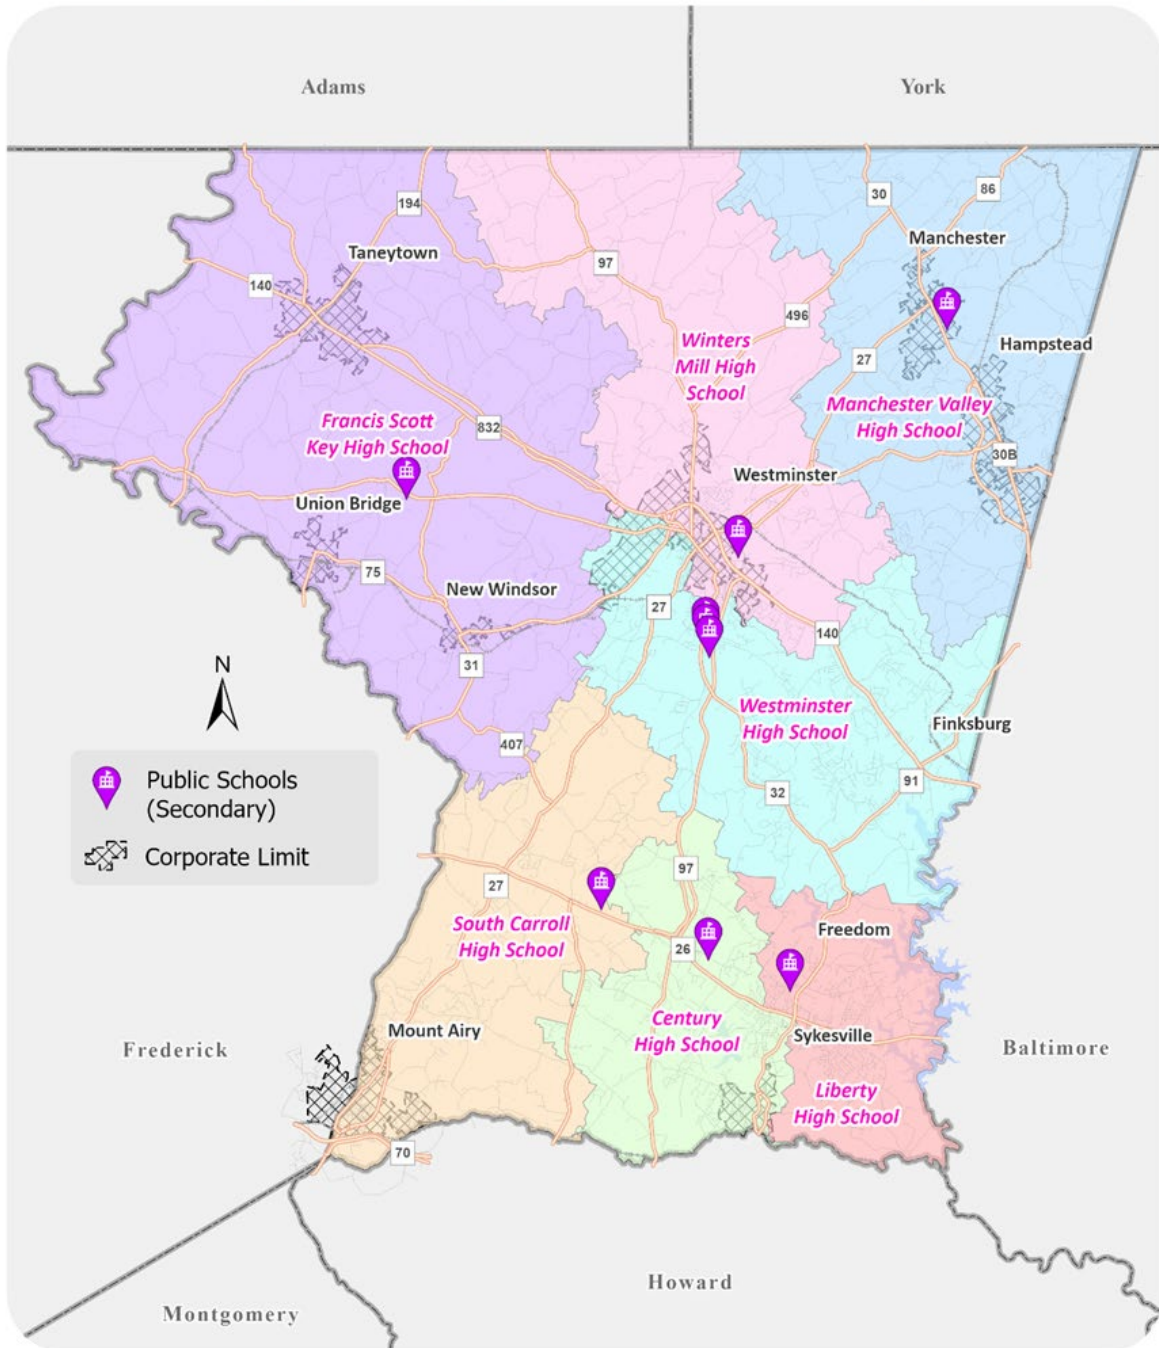 Adams
York
194
30
86
Manchester
Taneytown
97
140
496
Winters
Mill High
School
Hampstead
27
Manchester Valley
High School
Francis Scott
Key High School
832
30B
Westminster
Union Bridge
75
New Windsor
27
140
N
31
Westminster
High School
Finksburg
407
Public Schools
(Secondary)
91
32
Corporate Limit
97
27
South Carroll
High School
Freedom
26
Mount Airy
Century
High School
Sykesville
Frederick
Baltimore
Liberty
High School
70
Howard
Montgomery